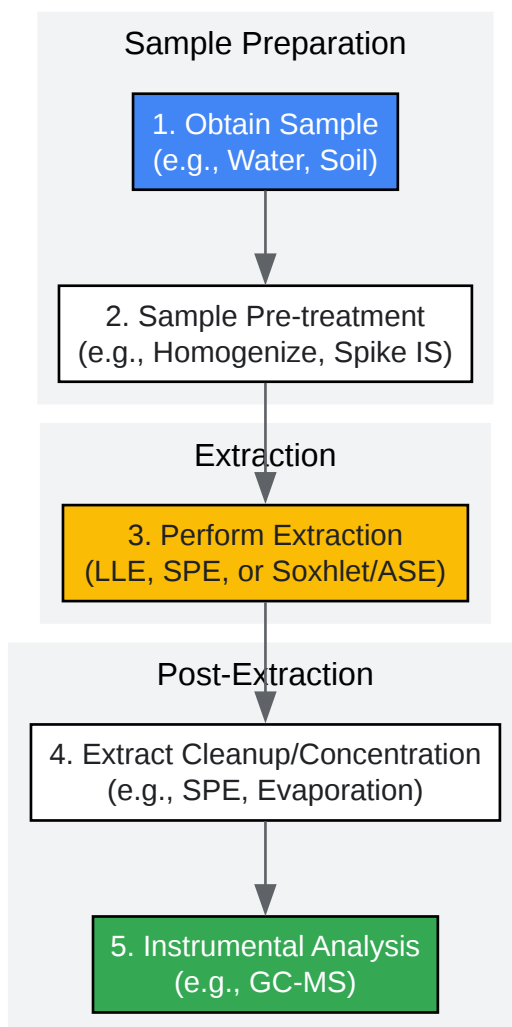 Sample Preparation
1. Obtain Sample
(e.g., Water, Soil)
2. Sample Pre-treatment
(e.g., Homogenize, Spike IS)
Extraction
3. Perform Extraction
(LLE, SPE, or Soxhlet/ASE)
Post-Extraction
4. Extract Cleanup/Concentration
(e.g., SPE, Evaporation)
5. Instrumental Analysis
(e.g., GC-MS)